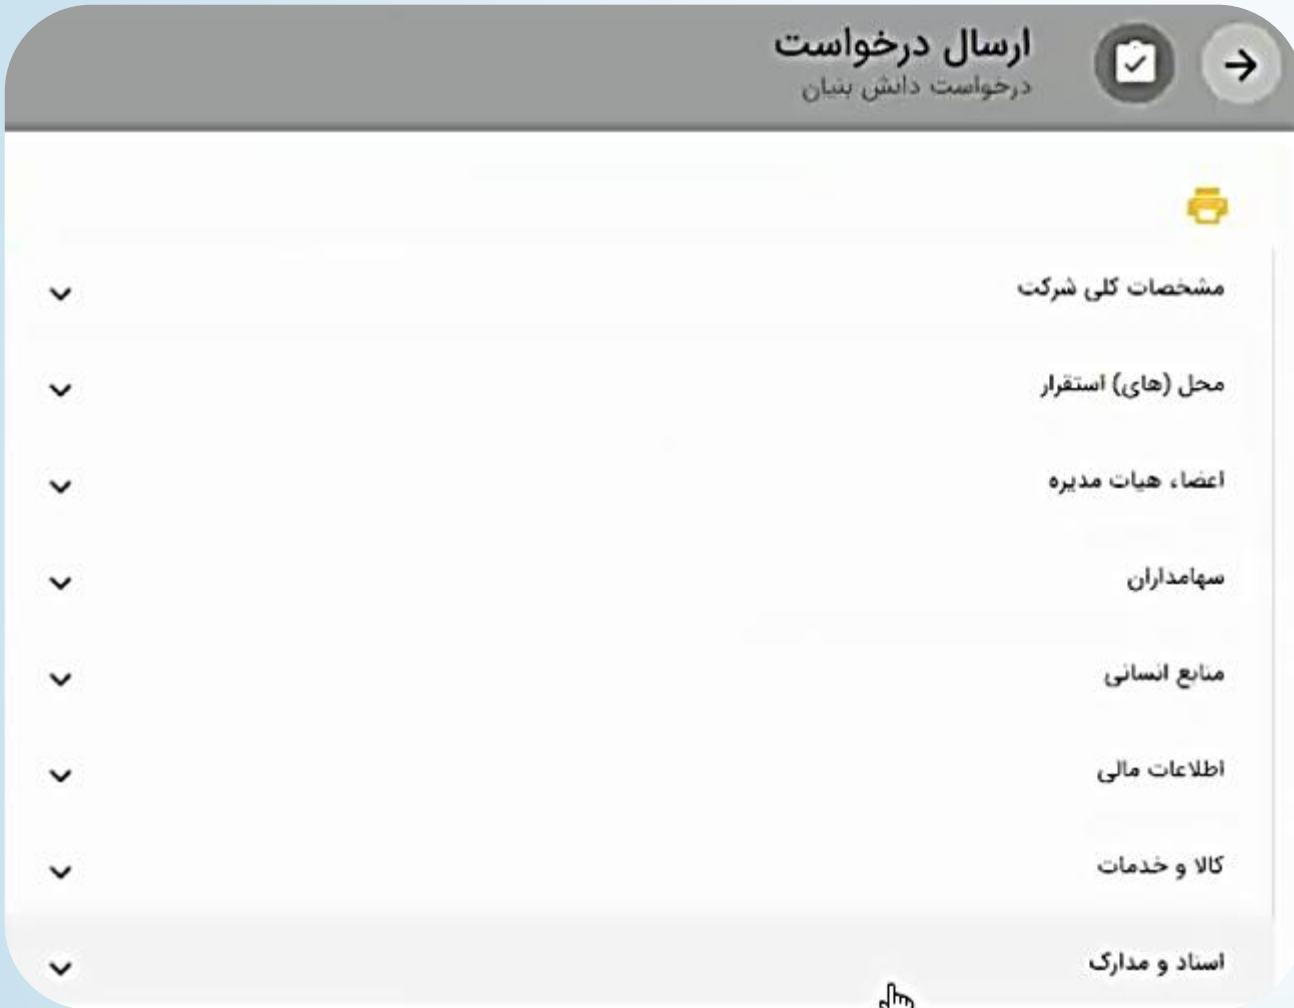 ارسال درخواست
درخواست دانش بنیان
مشخصات کلی شرکت
محل (های) استقرار
اعضاء هیات مدیره
سهامداران
منابع انسانی
اطلاعات مالی
کالا و خدمات
اسناد و مدارک